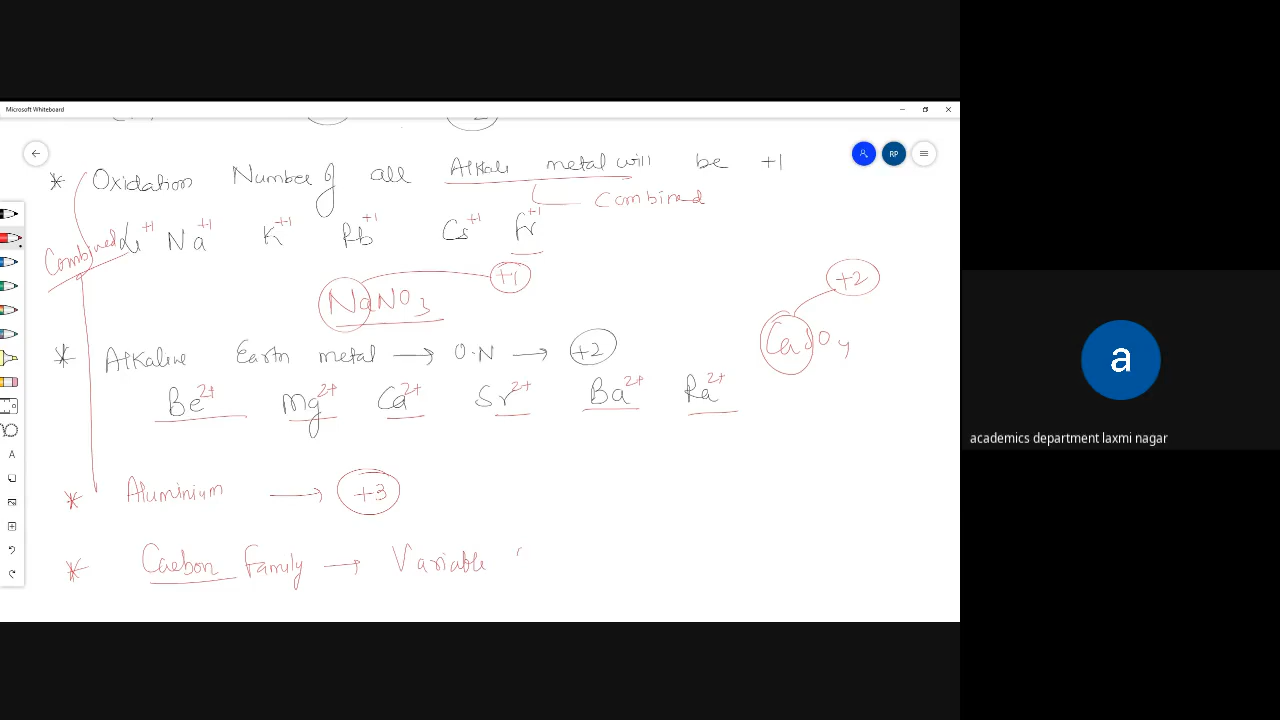 Microsoft Whiteboard
RP
* Oxidation Number of all Alkali metal will be +1
Combined
Combined
Li+1 Na+1 K+1 Rb+1 Cs+1 Fr+1
NaNO3 +1
+2
CaSO4
* Alkaline Earth metal → O.N → +2
Be2+ Mg2+ Ca2+ Sr2+ Ba2+ Ra2+
* Aluminium → +3
* Carbon Family → Variable
A
a
academics department laxmi nagar